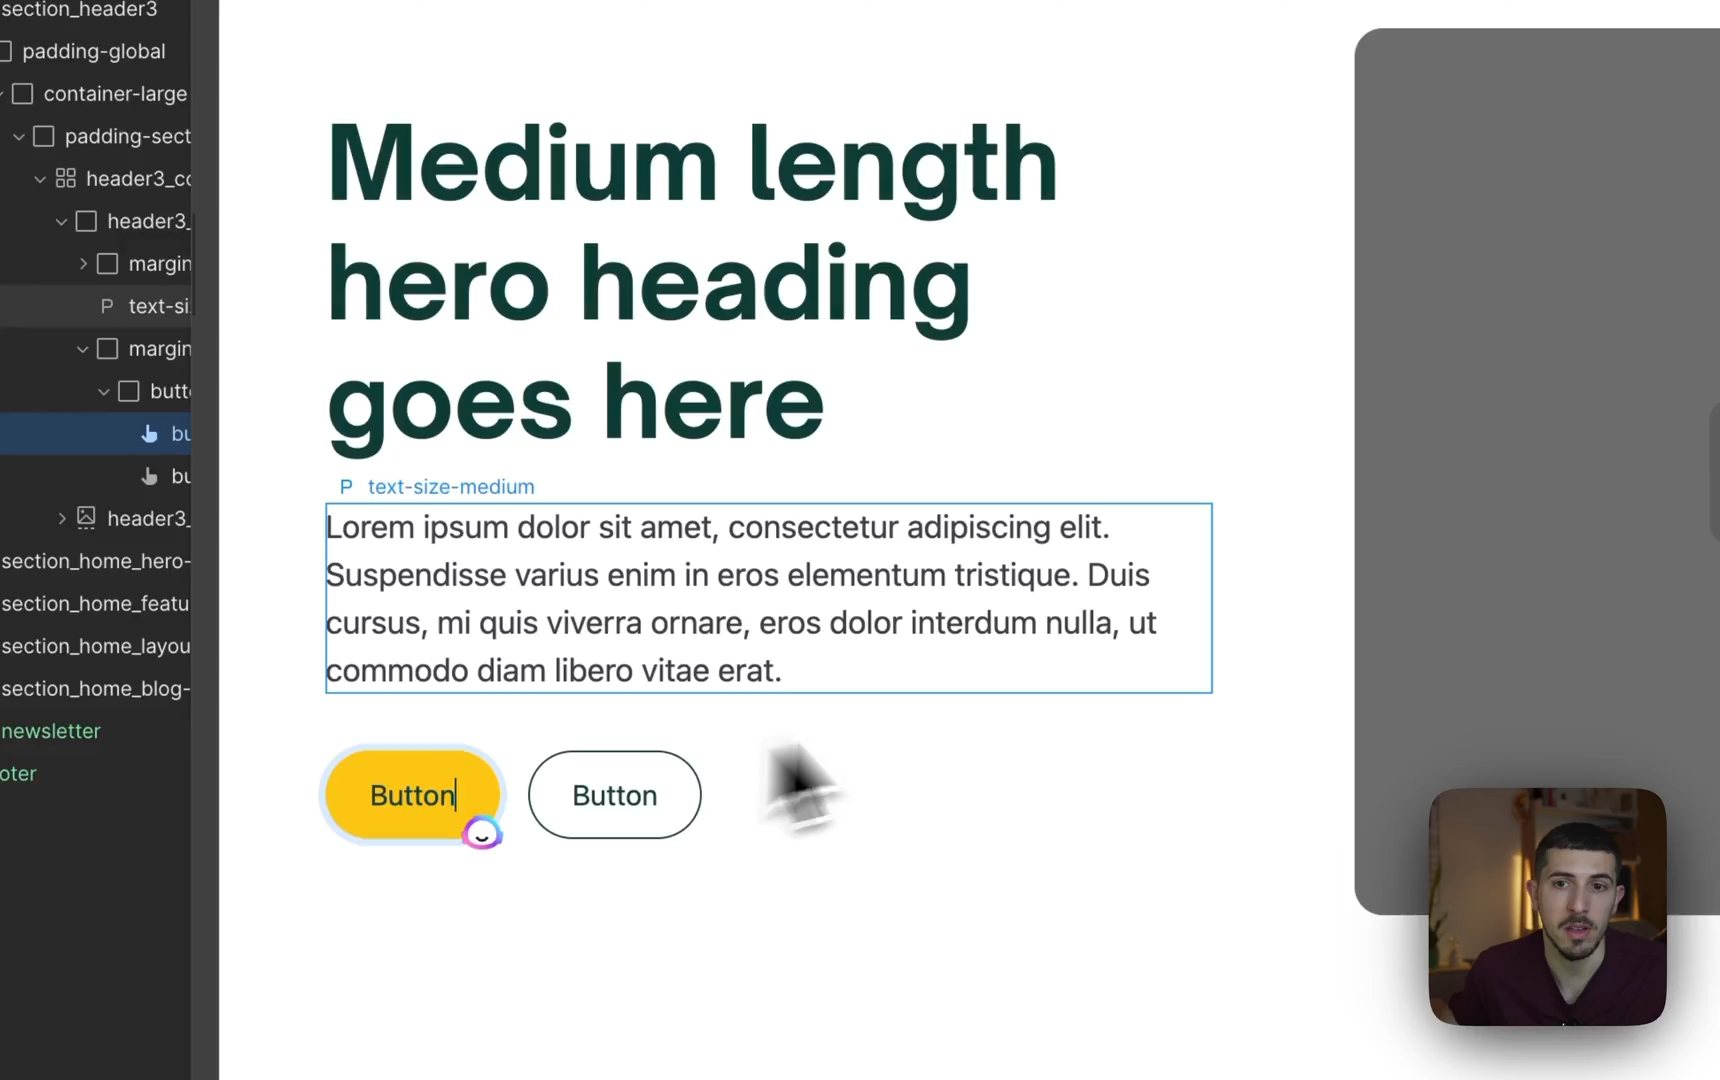 section_header3
padding-global
container-large
padding-sect
header3_co
header3_
margin
P text-si
margin
butto
bu
bu
header3_
section_home_hero-
section_home_featu
section_home_layou
section_home_blog-
newsletter
oter
Medium length
hero heading
goes here
P text-size-medium
Lorem ipsum dolor sit amet, consectetur adipiscing elit.
Suspendisse varius enim in eros elementum tristique. Duis
cursus, mi quis viverra ornare, eros dolor interdum nulla, ut
commodo diam libero vitae erat.
Button
Button